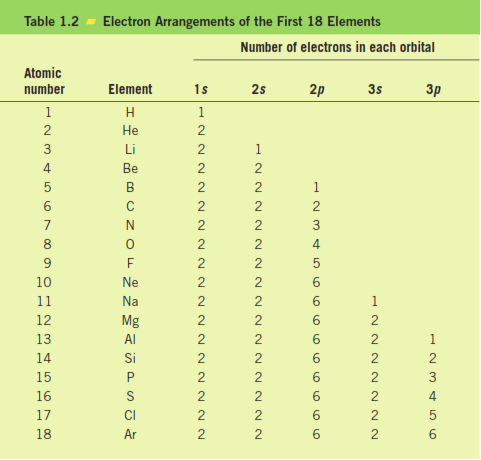 Table 1.2 Electron Arrangements of the First 18 Elements
Number of electrons in each orbital
Atomic
number Element 1s 2s 2p 3s 3p
1 H 1
2 He 2
3 Li 2 1
4 Be 2 2
5 B 2 2 1
6 C 2 2 2
7 N 2 2 3
8 O 2 2 4
9 F 2 2 5
10 Ne 2 2 6
11 Na 2 2 6 1
12 Mg 2 2 6 2
13 Al 2 2 6 2 1
14 Si 2 2 6 2 2
15 P 2 2 6 2 3
16 S 2 2 6 2 4
17 Cl 2 2 6 2 5
18 Ar 2 2 6 2 6